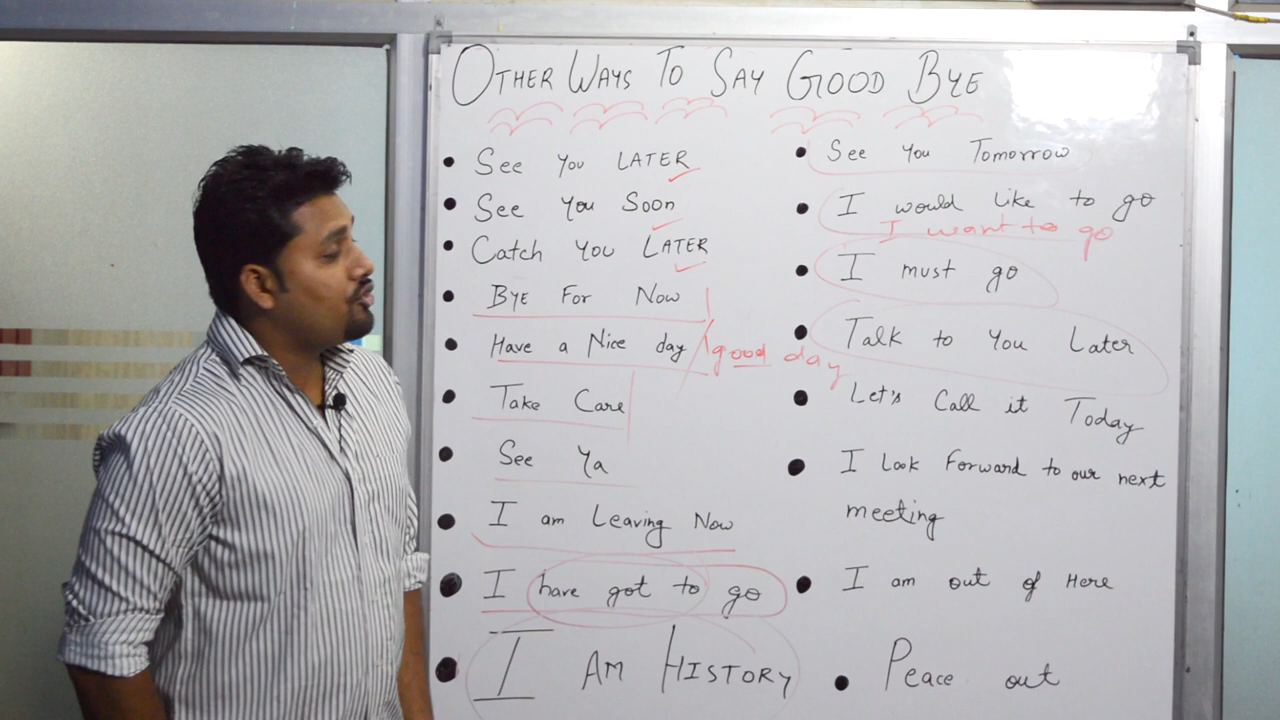 OTHER WAYS TO SAY GOOD BYE
See You LATER
See You Soon
Catch You LATER
Bye For Now
Have a Nice day / good day
Take Care
See Ya
I am Leaving Now
I have got to go
I AM HISTORY
See You Tomorrow
I would like to go
I want to go
I must go
Talk to You Later
Let's Call it Today
I Look Forward to our next
meeting
I am out of Here
Peace out